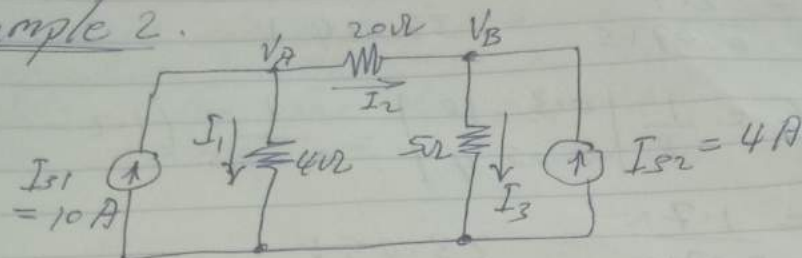 mple 2.
20Ω
VA
VB
I2
I1
4Ω
5Ω
I3
Is1
= 10 A
Is2 = 4 A